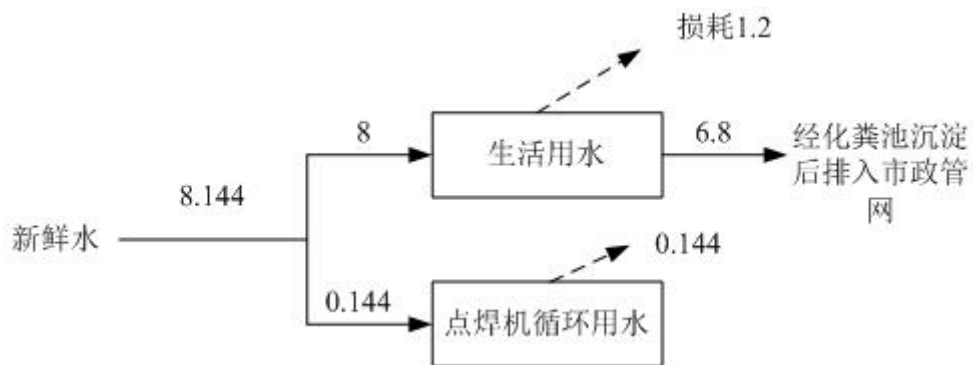 损耗1.2
8
生活用水
6.8
经化粪池沉淀
后排入市政管
网
8.144
新鲜水
0.144
0.144
点焊机循环用水